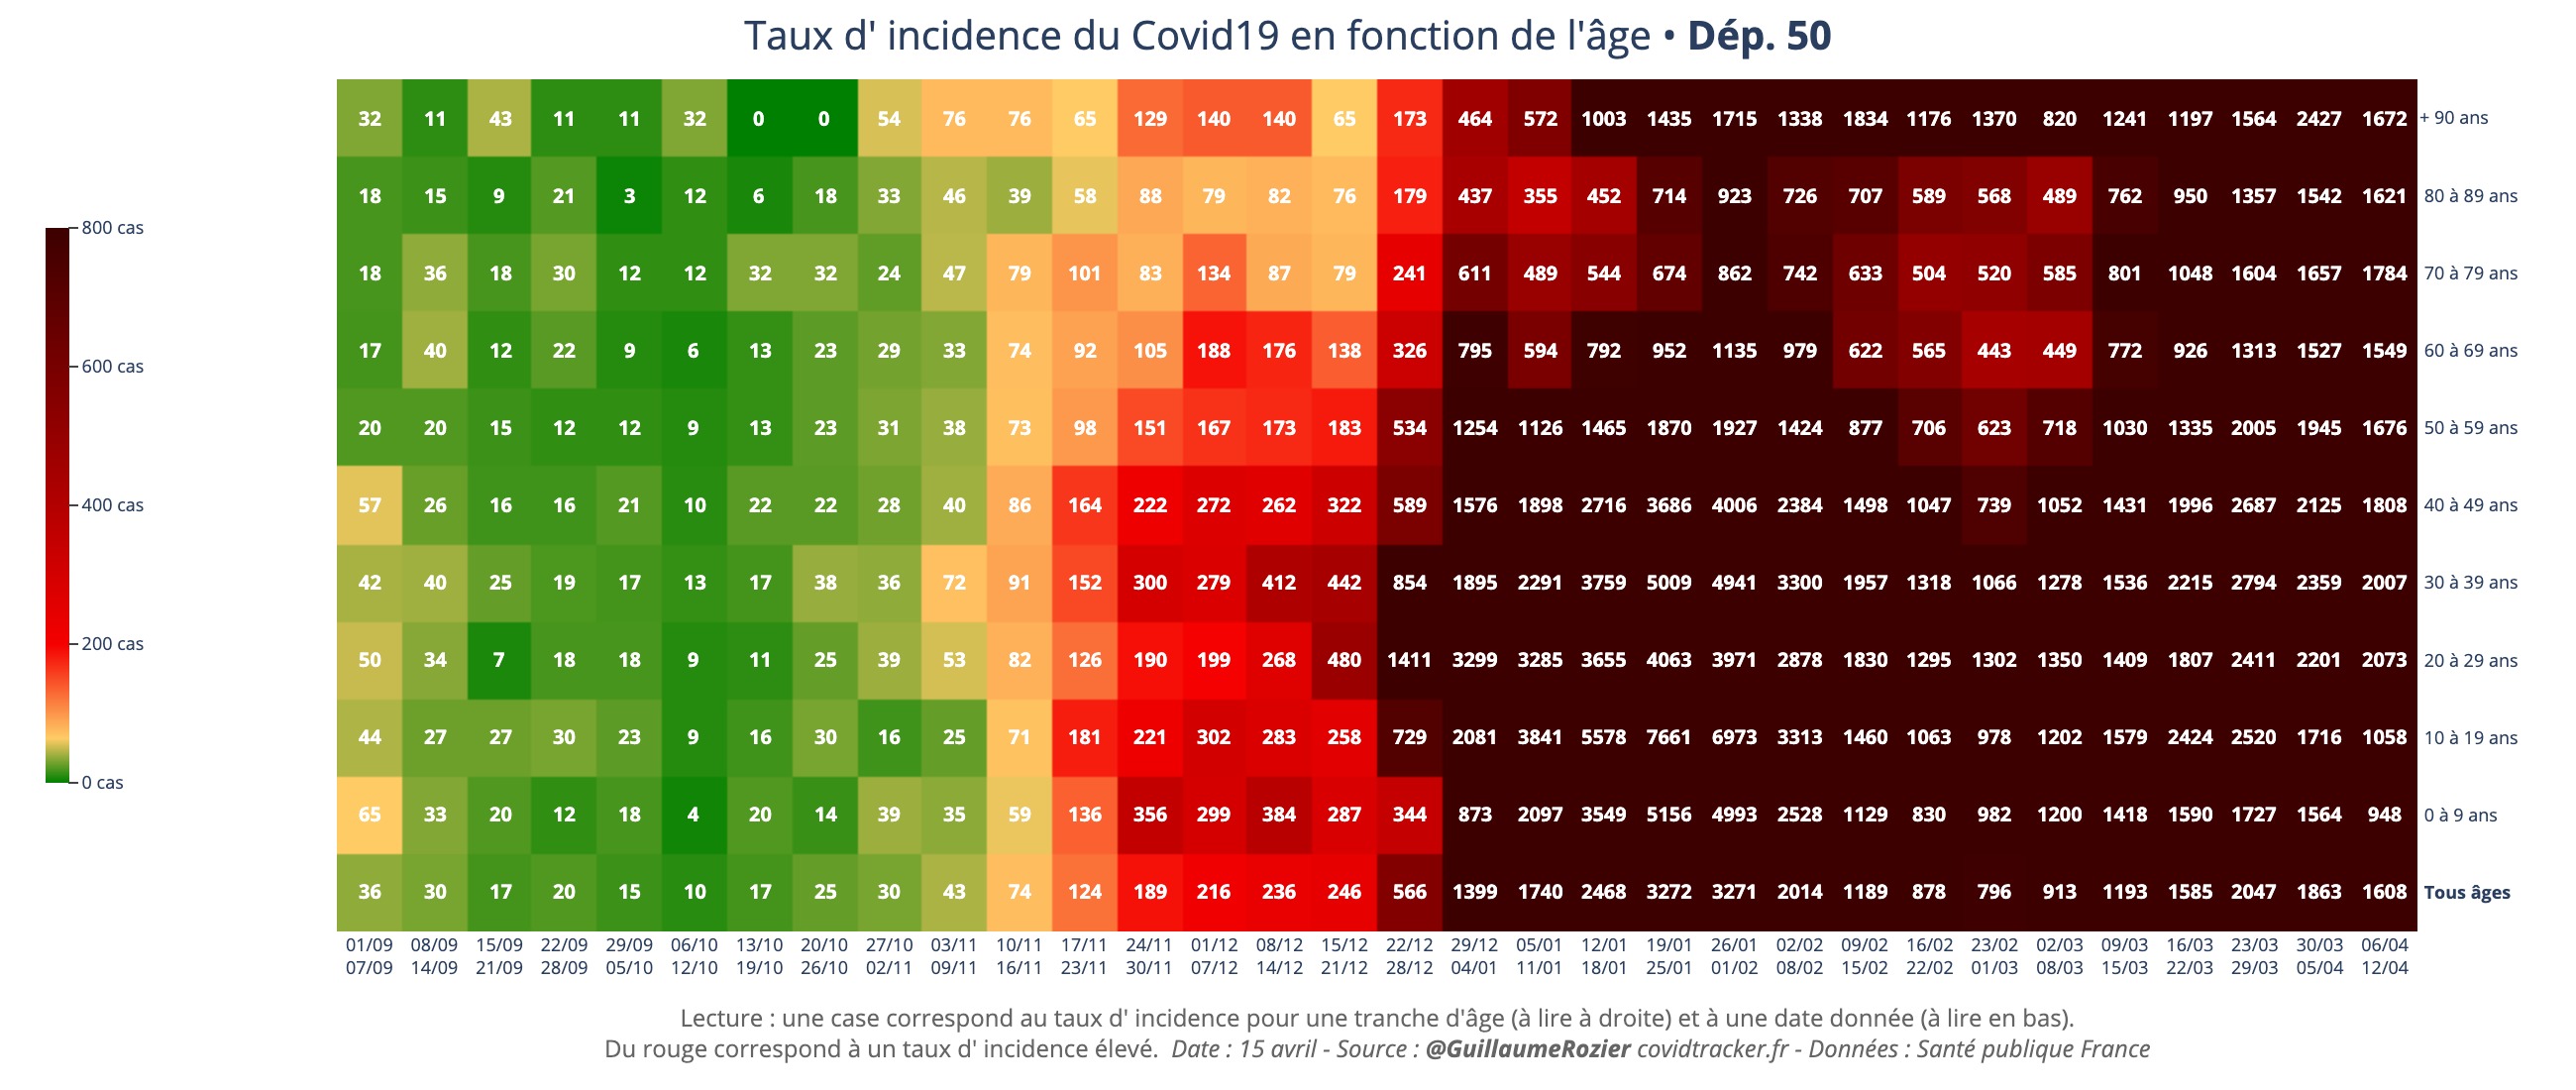 Taux d' incidence du Covid19 en fonction de l'âge • Dép. 50
800 cas
600 cas
400 cas
200 cas
0 cas
32 11 43 11 11 32 0 0 54 76 76 65 129 140 140 65 173 464 572 1003 1435 1715 1338 1834 1176 1370 820 1241 1197 1564 2427 1672 + 90 ans
18 15 9 21 3 12 6 18 33 46 39 58 88 79 82 76 179 437 355 452 714 923 726 707 589 568 489 762 950 1357 1542 1621 80 à 89 ans
18 36 18 30 12 12 32 32 24 47 79 101 83 134 87 79 241 611 489 544 674 862 742 633 504 520 585 801 1048 1604 1657 1784 70 à 79 ans
17 40 12 22 9 6 13 23 29 33 74 92 105 188 176 138 326 795 594 792 952 1135 979 622 565 443 449 772 926 1313 1527 1549 60 à 69 ans
20 20 15 12 12 9 13 23 31 38 73 98 151 167 173 183 534 1254 1126 1465 1870 1927 1424 877 706 623 718 1030 1335 2005 1945 1676 50 à 59 ans
57 26 16 16 21 10 22 22 28 40 86 164 222 272 262 322 589 1576 1898 2716 3686 4006 2384 1498 1047 739 1052 1431 1996 2687 2125 1808 40 à 49 ans
42 40 25 19 17 13 17 38 36 72 91 152 300 279 412 442 854 1895 2291 3759 5009 4941 3300 1957 1318 1066 1278 1536 2215 2794 2359 2007 30 à 39 ans
50 34 7 18 18 9 11 25 39 53 82 126 190 199 268 480 1411 3299 3285 3655 4063 3971 2878 1830 1295 1302 1350 1409 1807 2411 2201 2073 20 à 29 ans
44 27 27 30 23 9 16 30 16 25 71 181 221 302 283 258 729 2081 3841 5578 7661 6973 3313 1460 1063 978 1202 1579 2424 2520 1716 1058 10 à 19 ans
65 33 20 12 18 4 20 14 39 35 59 136 356 299 384 287 344 873 2097 3549 5156 4993 2528 1129 830 982 1200 1418 1590 1727 1564 948 0 à 9 ans
36 30 17 20 15 10 17 25 30 43 74 124 189 216 236 246 566 1399 1740 2468 3272 3271 2014 1189 878 796 913 1193 1585 2047 1863 1608 Tous âges
01/09 08/09 15/09 22/09 29/09 06/10 13/10 20/10 27/10 03/11 10/11 17/11 24/11 01/12 08/12 15/12 22/12 29/12 05/01 12/01 19/01 26/01 02/02 09/02 16/02 23/02 02/03 09/03 16/03 23/03 30/03 06/04
07/09 14/09 21/09 28/09 05/10 12/10 19/10 26/10 02/11 09/11 16/11 23/11 30/11 07/12 14/12 21/12 28/12 04/01 11/01 18/01 25/01 01/02 08/02 15/02 22/02 01/03 08/03 15/03 22/03 29/03 05/04 12/04
Lecture : une case correspond au taux d' incidence pour une tranche d'âge (à lire à droite) et à une date donnée (à lire en bas).
Du rouge correspond à un taux d' incidence élevé. Date : 15 avril - Source : @GuillaumeRozier covidtracker.fr - Données : Santé publique France